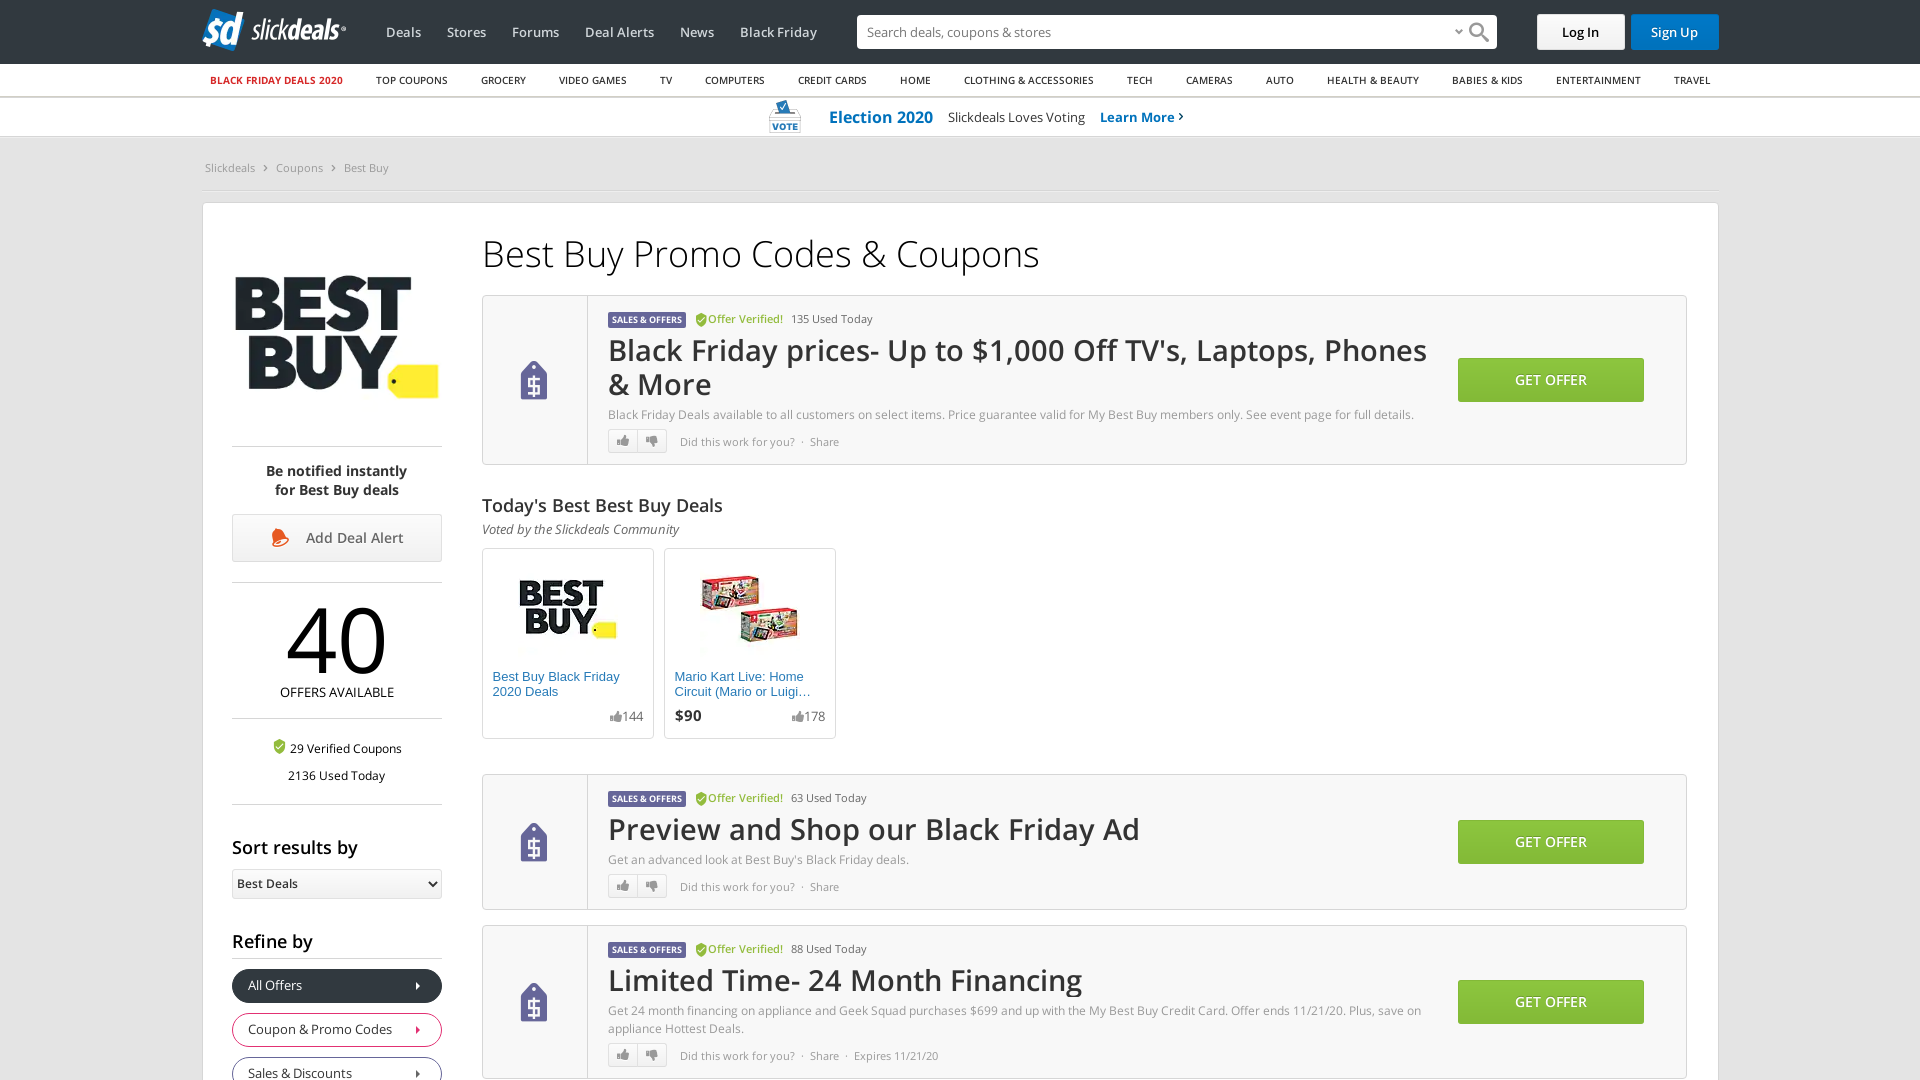 sd slickdeals
Deals Stores Forums Deal Alerts News Black Friday
Search deals, coupons & stores
Log In
Sign Up
BLACK FRIDAY DEALS 2020 TOP COUPONS GROCERY VIDEO GAMES TV COMPUTERS CREDIT CARDS HOME CLOTHING & ACCESSORIES TECH CAMERAS AUTO HEALTH & BEAUTY BABIES & KIDS ENTERTAINMENT TRAVEL
VOTE Election 2020 Slickdeals Loves Voting Learn More
Slickdeals Coupons Best Buy
BEST
BUY
Be notified instantly
for Best Buy deals
Add Deal Alert
40
OFFERS AVAILABLE
29 Verified Coupons
2136 Used Today
Sort results by
Best Deals
Refine by
All Offers
Coupon & Promo Codes
Sales & Discounts
Best Buy Promo Codes & Coupons
SALES & OFFERS Offer Verified! 135 Used Today
Black Friday prices- Up to $1,000 Off TV's, Laptops, Phones
& More
Black Friday Deals available to all customers on select items. Price guarantee valid for My Best Buy members only. See event page for full details.
Did this work for you? · Share
GET OFFER
Today's Best Best Buy Deals
Voted by the Slickdeals Community
BEST
BUY
Best Buy Black Friday
2020 Deals
144
Mario Kart Live: Home
Circuit (Mario or Luigi…
$90 178
SALES & OFFERS Offer Verified! 63 Used Today
Preview and Shop our Black Friday Ad
Get an advanced look at Best Buy's Black Friday deals.
Did this work for you? · Share
GET OFFER
SALES & OFFERS Offer Verified! 88 Used Today
Limited Time- 24 Month Financing
Get 24 month financing on appliance and Geek Squad purchases $699 and up with the My Best Buy Credit Card. Offer ends 11/21/20. Plus, save on
appliance Hottest Deals.
Did this work for you? · Share · Expires 11/21/20
GET OFFER